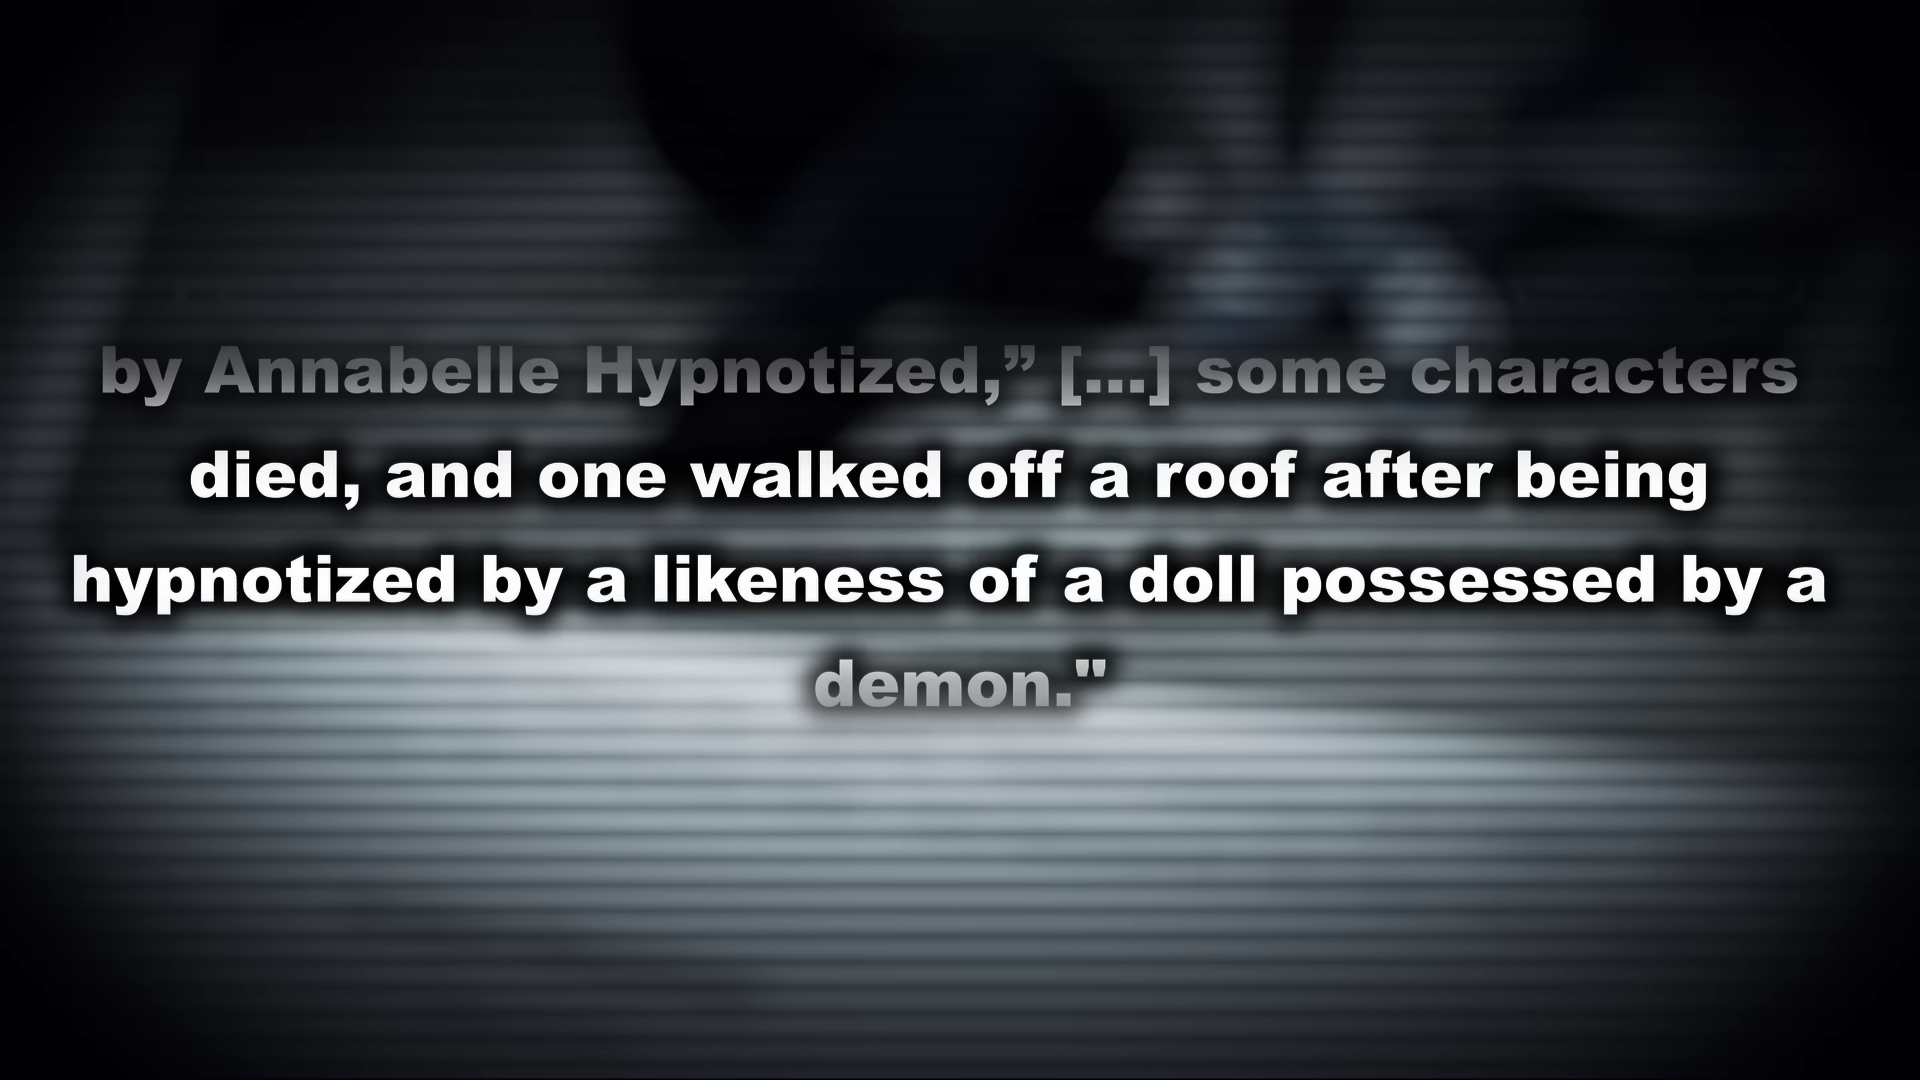 by Annabelle Hypnotized,” [...] some characters
died, and one walked off a roof after being
hypnotized by a likeness of a doll possessed by a
demon."